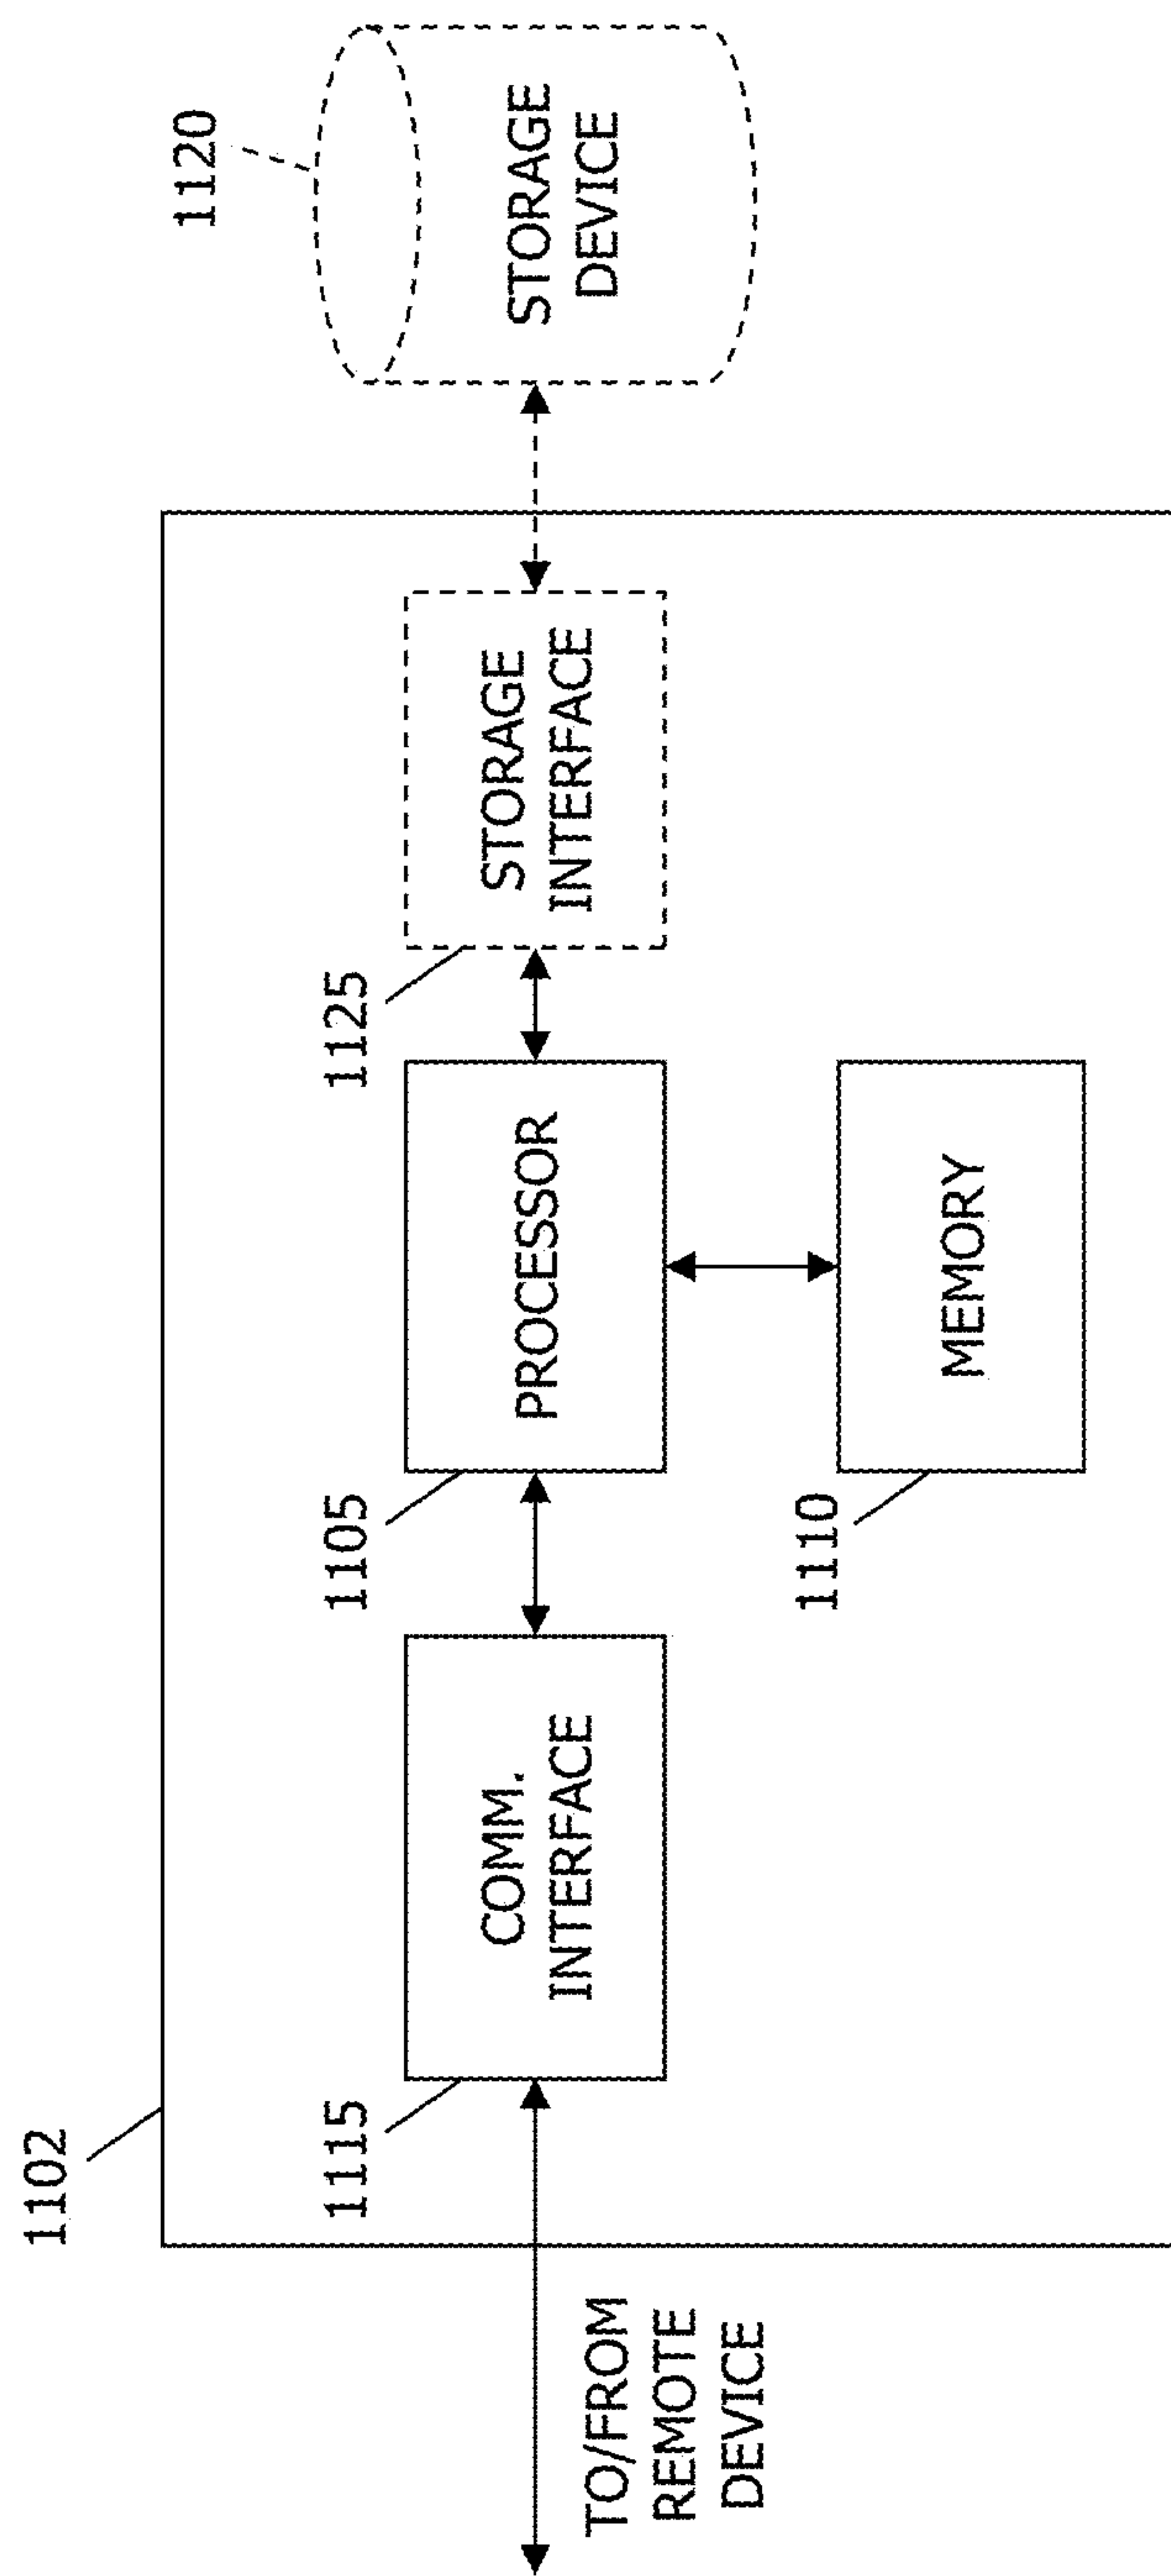 1102
1120
1115
1105
1125
COMM.
INTERFACE
PROCESSOR
STORAGE
INTERFACE
STORAGE
DEVICE
TO/FROM
REMOTE
DEVICE
1110
MEMORY